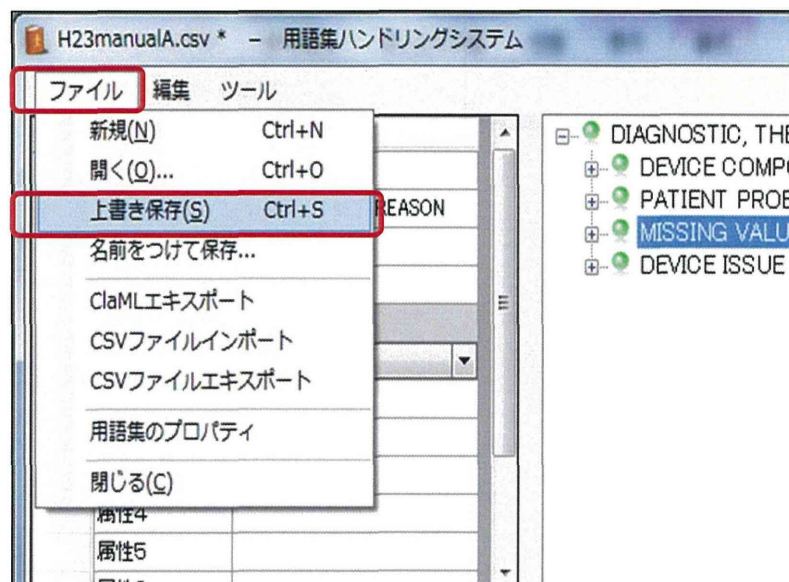 H23manualA.csv * － 用語集ハンドリングシステム
ファイル 編集 ツール
新規(N) Ctrl+N
開く(O)... Ctrl+O
上書き保存(S) Ctrl+S
名前をつけて保存...
ClaMLエキスポート
CSVファイルインポート
CSVファイルエキスポート
用語集のプロパティ
閉じる(C)
REASON
属性4
属性5
DIAGNOSTIC, THE
DEVICE COMP
PATIENT PROB
MISSING VALU
DEVICE ISSUE